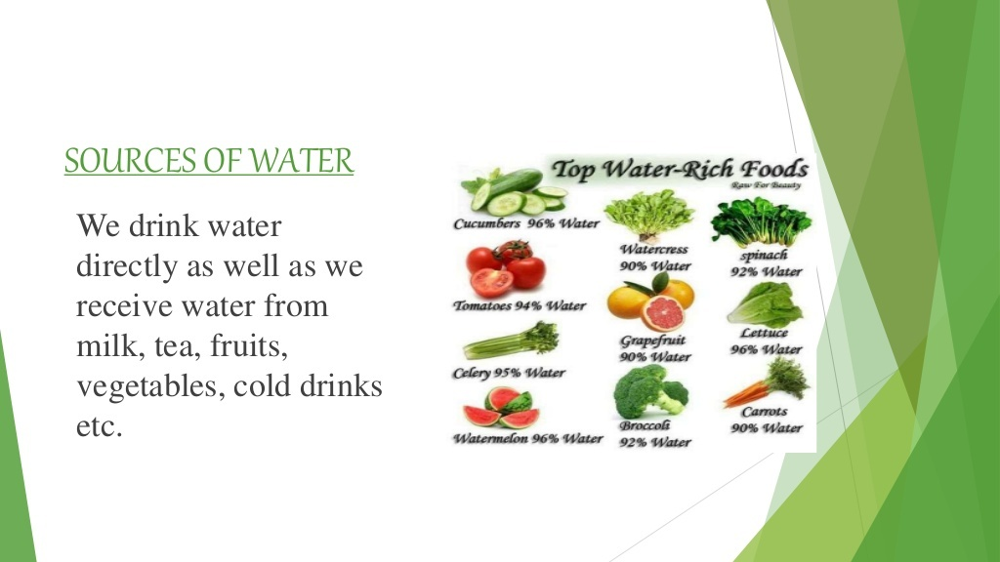 SOURCES OF WATER
We drink water
directly as well as we
receive water from
milk, tea, fruits,
vegetables, cold drinks
etc.
Top Water-Rich Foods
Raw For Beauty
Cucumbers 96% Water
Watercress
90% Water
spinach
92% Water
Tomatoes 94% Water
Grapefruit
90% Water
Lettuce
96% Water
Celery 95% Water
Broccoli
92% Water
Carrots
90% Water
Watermelon 96% Water